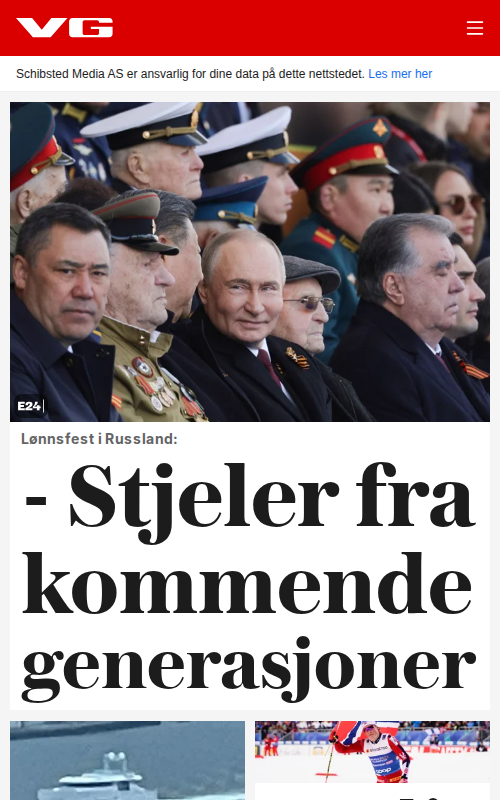 VG
Schibsted Media AS er ansvarlig for dine data på dette nettstedet. Les mer her
E24
Lønnsfest i Russland:
- Stjeler fra
kommende
generasjoner